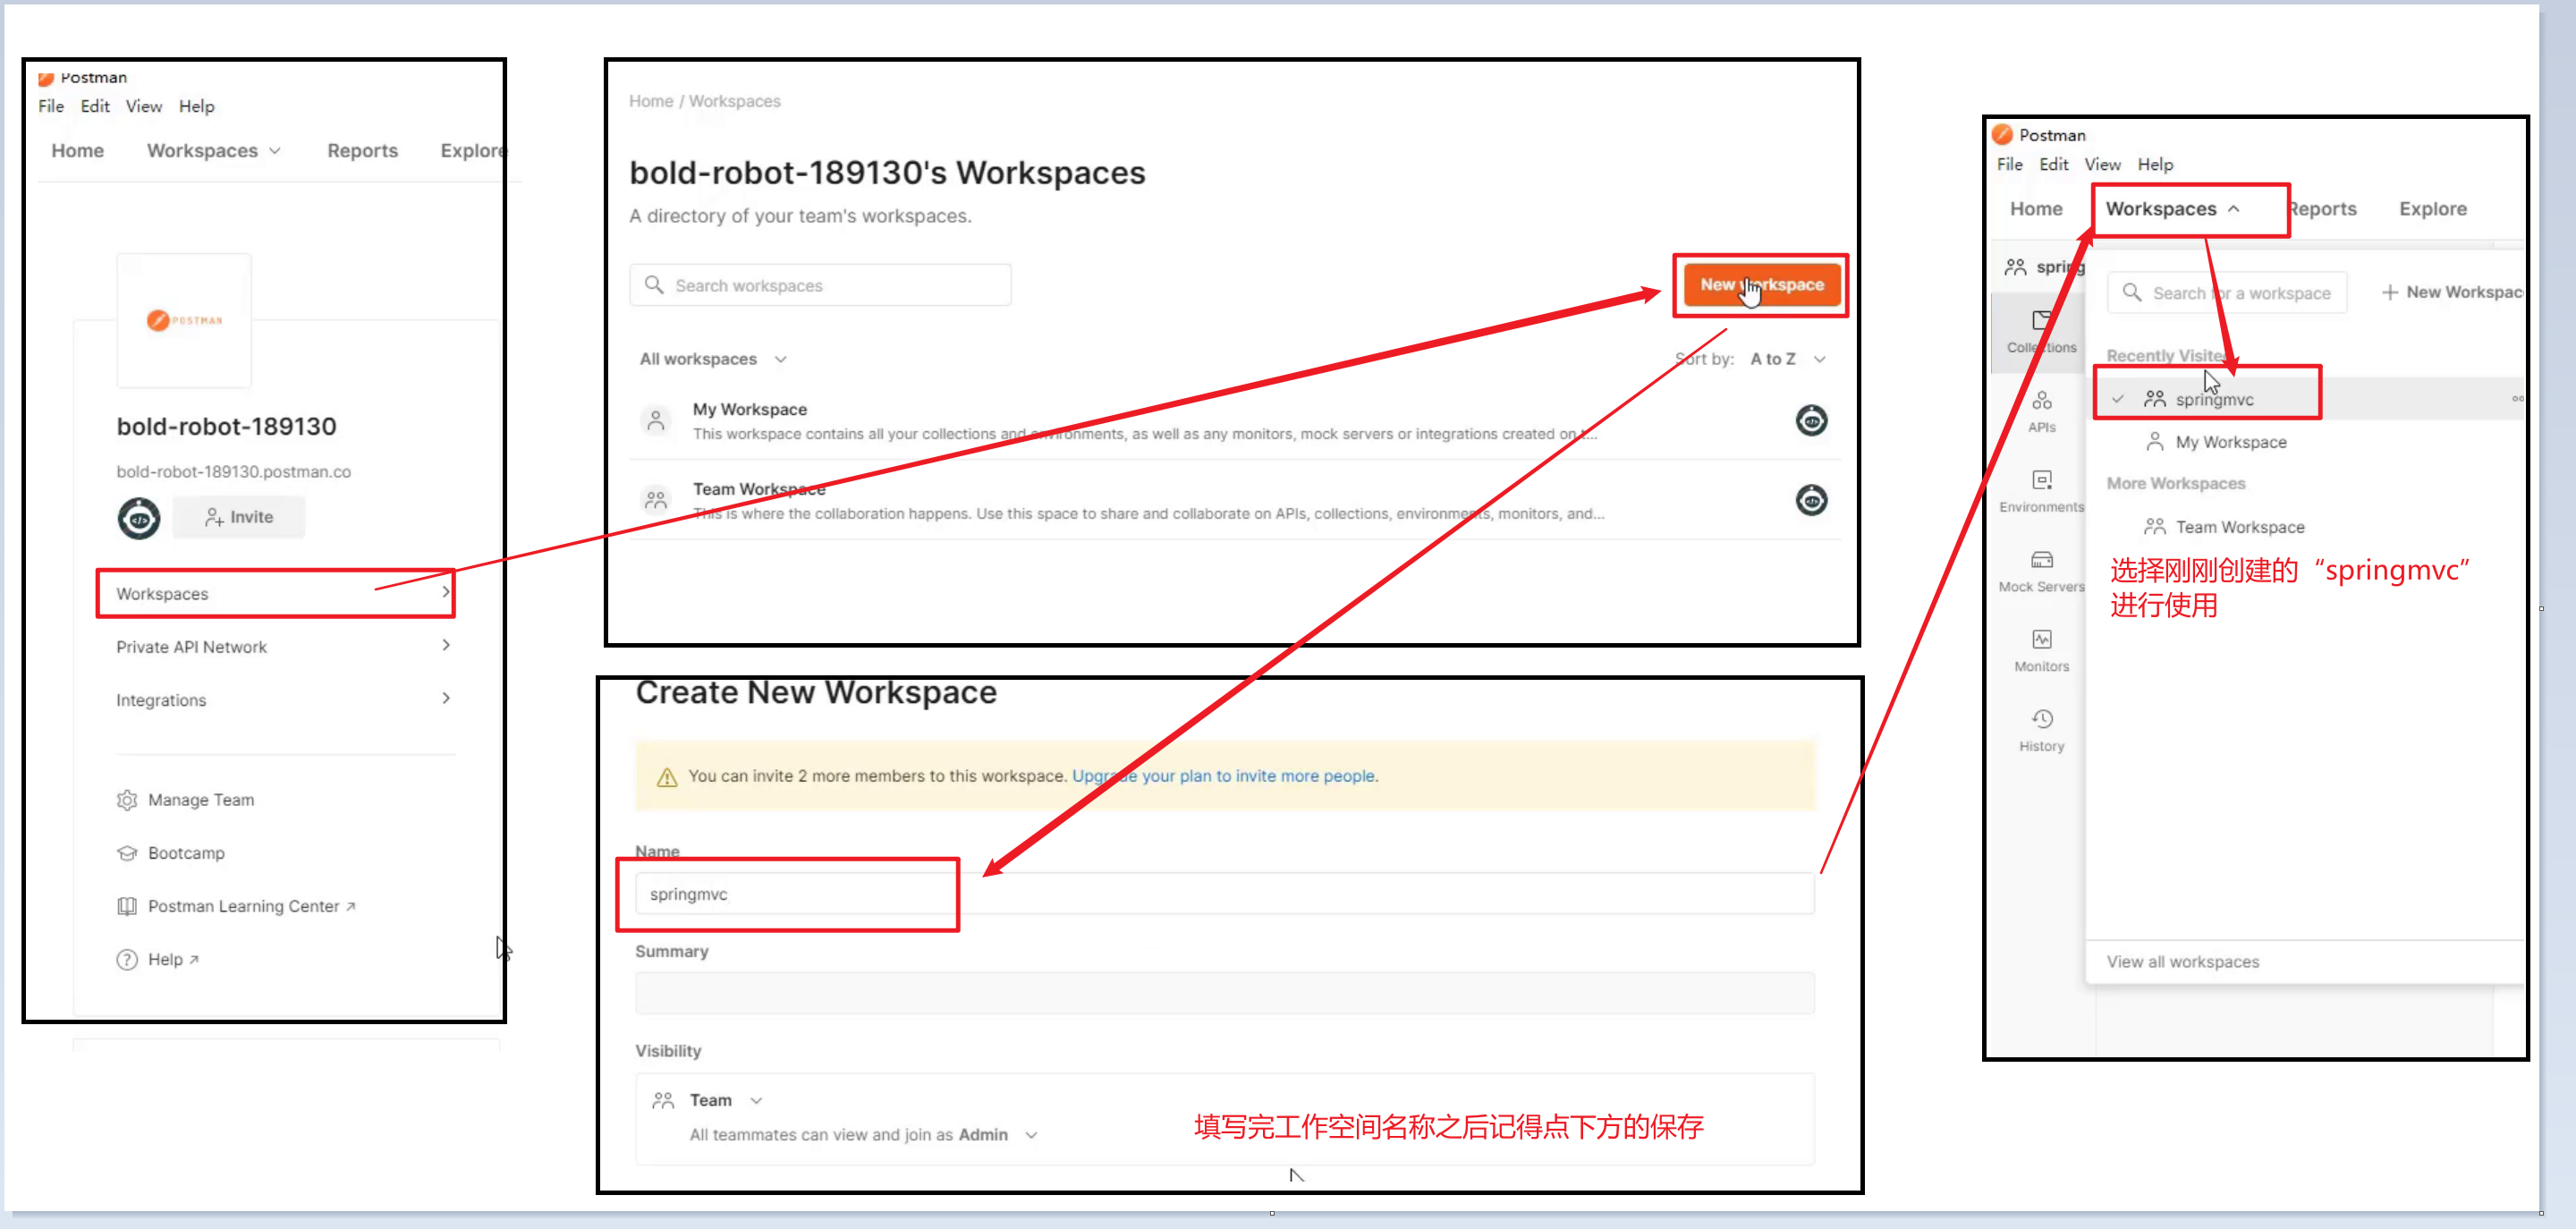 Postman
File Edit View Help
Home Workspaces Reports Explore
POSTMAN
bold-robot-189130
bold-robot-189130.postman.co
Invite
Workspaces
Private API Network
Integrations
Manage Team
Bootcamp
Postman Learning Center
Help
Home / Workspaces
bold-robot-189130's Workspaces
A directory of your team's workspaces.
Search workspaces
New Workspace
All workspaces
Sort by: A to Z
My Workspace
This workspace contains all your collections and environments, as well as any monitors, mock servers or integrations created on t...
Team Workspace
This is where the collaboration happens. Use this space to share and collaborate on APIs, collections, environments, monitors, and...
Create New Workspace
You can invite 2 more members to this workspace. Upgrade your plan to invite more people.
Name
springmvc
Summary
Visibility
Team
All teammates can view and join as Admin
填写完工作空间名称之后记得点下方的保存
Postman
File Edit View Help
Home Workspaces Reports Explore
spring
Collections
APIs
Environments
Mock Servers
Monitors
History
Search for a workspace
New Workspac
Recently Visited
springmvc
My Workspace
More Workspaces
Team Workspace
选择刚刚创建的“springmvc”
进行使用
View all workspaces